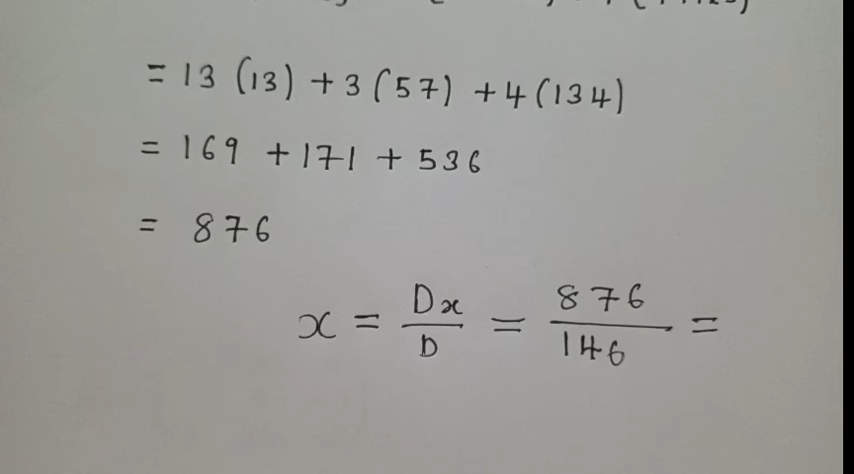 = 13 (13) + 3 (57) + 4 (134)
= 169 + 171 + 536
= 876
x = Dx/D = 876/146 =